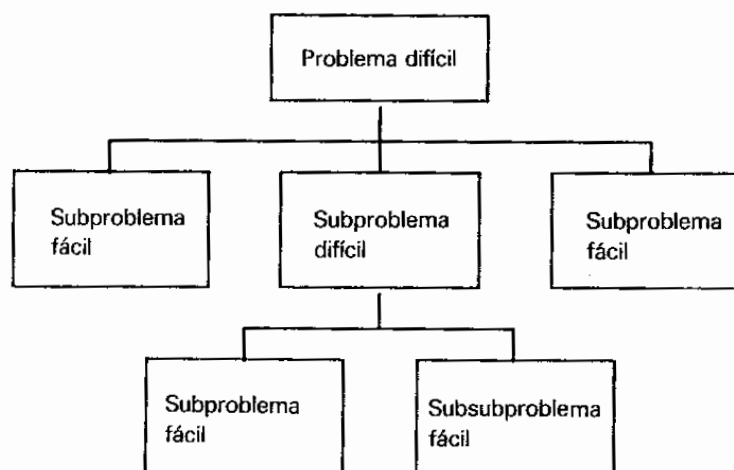 Problema difícil
Subproblema
fácil
Subproblema
difícil
Subproblema
fácil
Subproblema
fácil
Subsubproblema
fácil